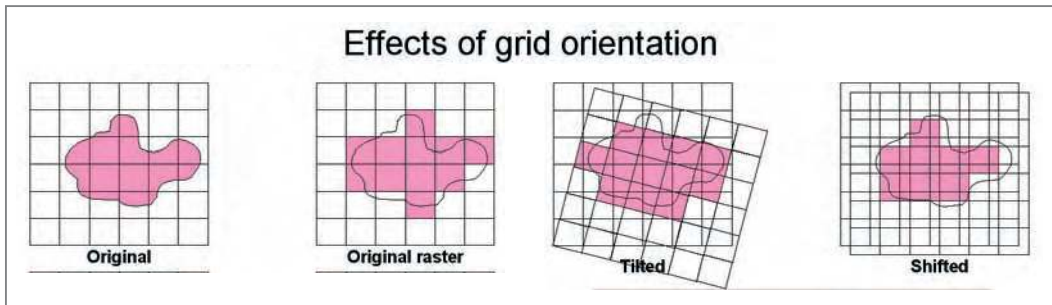 Effects of grid orientation
Original
Original raster
Tilted
Shifted